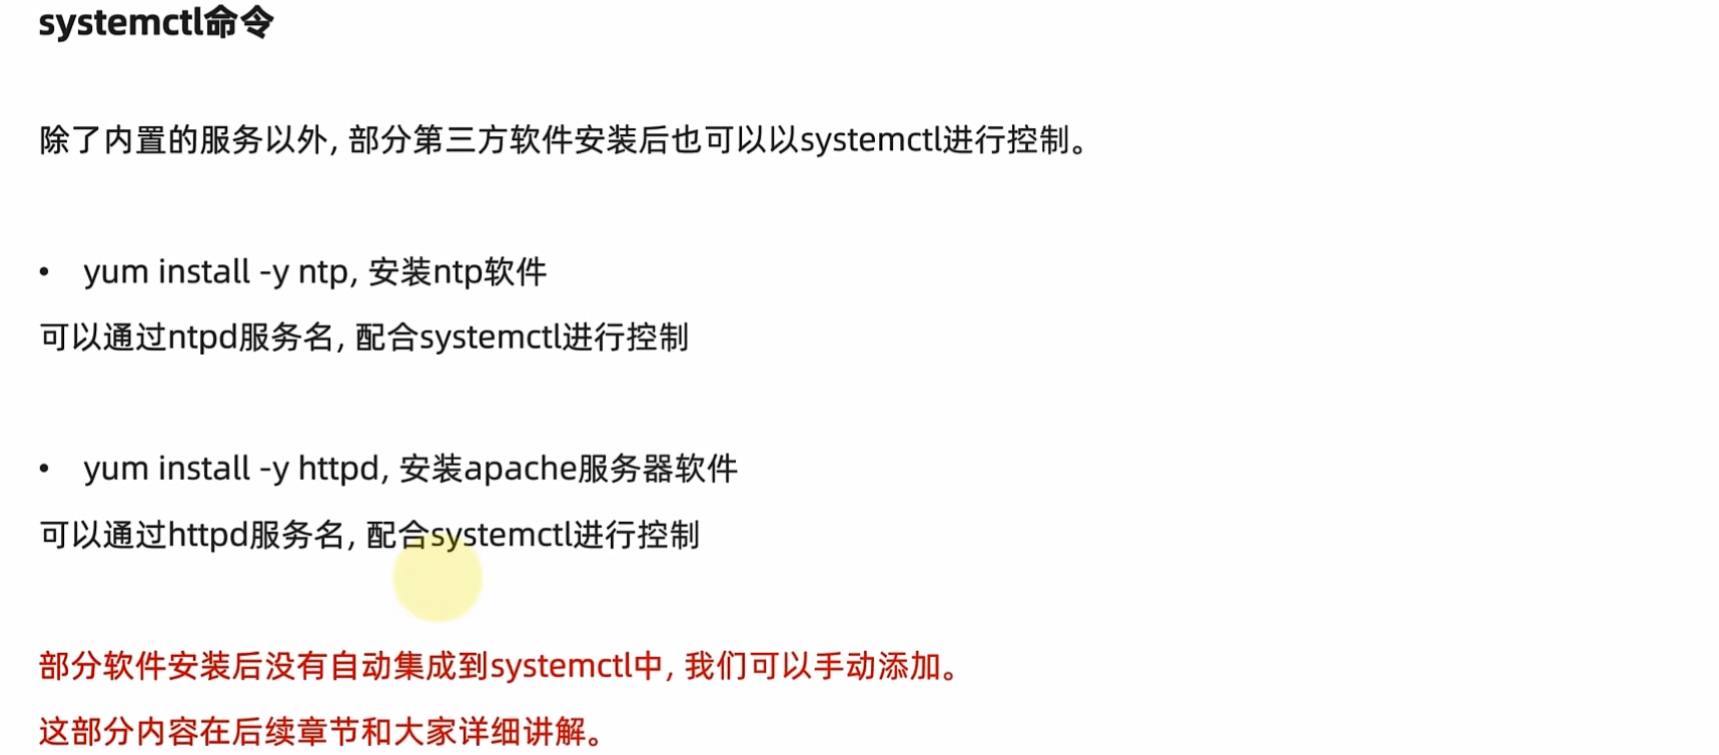 systemctl命令
除了内置的服务以外, 部分第三方软件安装后也可以以systemctl进行控制。
• yum install -y ntp, 安装ntp软件
可以通过ntpd服务名, 配合systemctl进行控制
• yum install -y httpd, 安装apache服务器软件
可以通过httpd服务名, 配合systemctl进行控制
部分软件安装后没有自动集成到systemctl中, 我们可以手动添加。
这部分内容在后续章节和大家详细讲解。